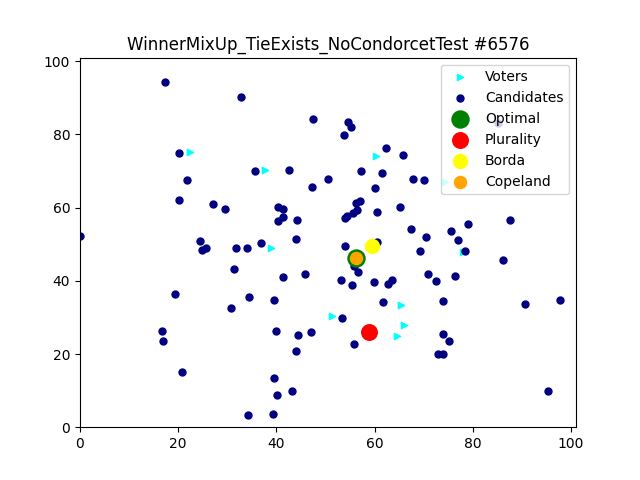 WinnerMixUp_TieExists_NoCondorcetTest #6576
Voters
Candidates
Optimal
Plurality
Borda
Copeland
100
80
60
40
20
0
0 20 40 60 80 100